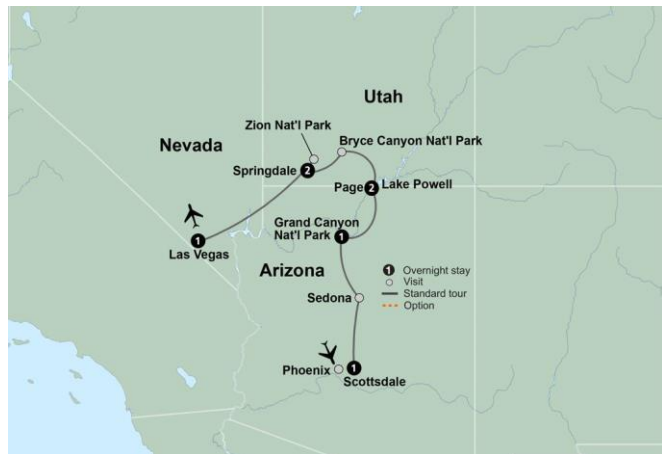 Utah
Zion Nat'l Park
Nevada
Bryce Canyon Nat'l Park
Springdale
2
Page
2
Lake Powell
Grand Canyon
Nat'l Park
1
1
Las Vegas
Arizona
1 Overnight stay
Visit
Standard tour
Option
Sedona
Phoenix
1
Scottsdale